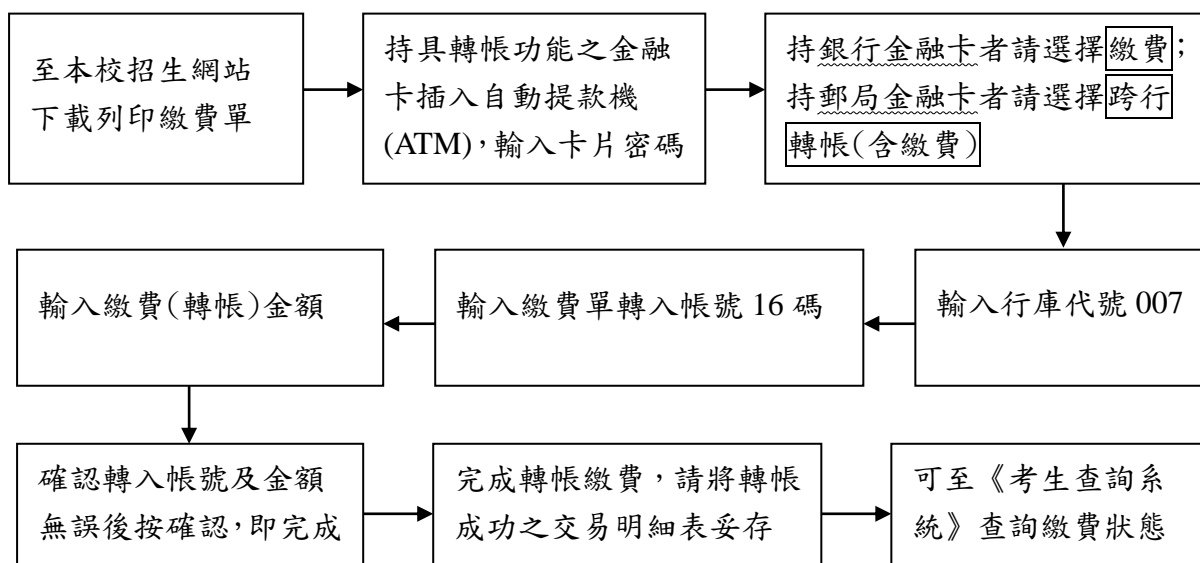 至本校招生網站
下載列印繳費單
持具轉帳功能之金融
卡插入自動提款機
(ATM),輸入卡片密碼
持銀行金融卡者請選擇繳費;
持郵局金融卡者請選擇跨行
轉帳(含繳費)
輸入行庫代號 007
輸入繳費單轉入帳號 16 碼
輸入繳費(轉帳)金額
確認轉入帳號及金額
無誤後按確認,即完成
完成轉帳繳費,請將轉帳
成功之交易明細表妥存
可至《考生查詢系
統》查詢繳費狀態